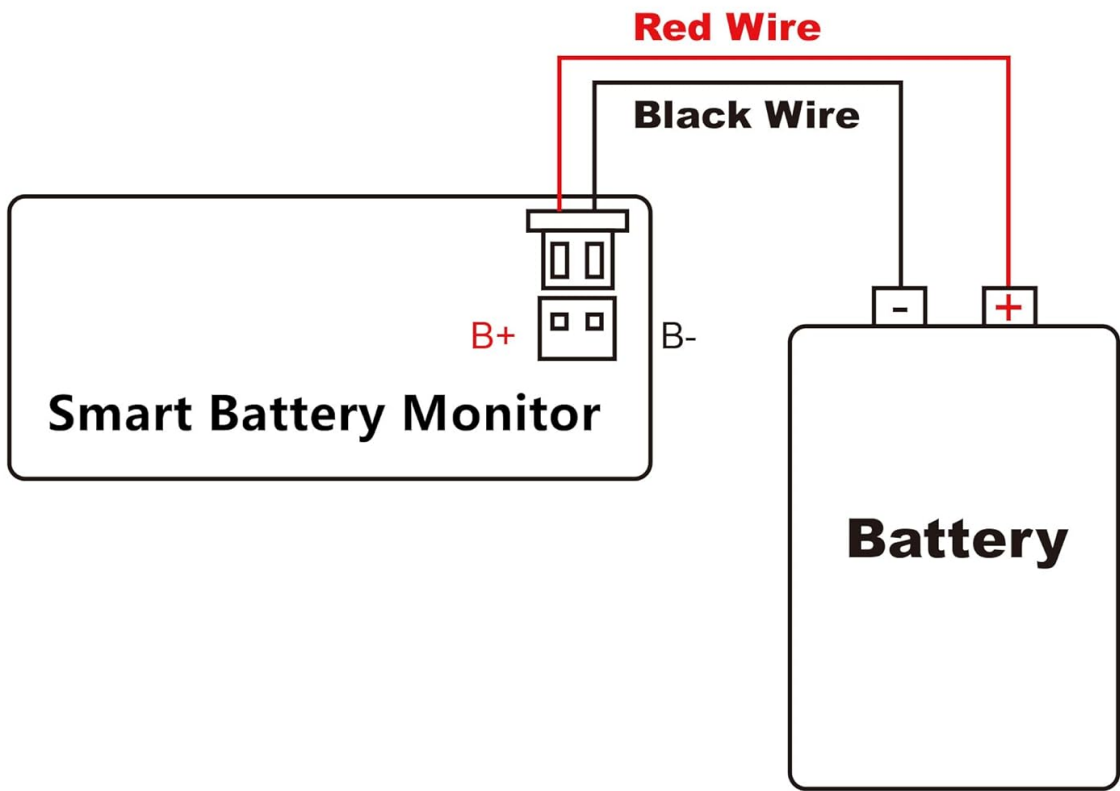 Red Wire
Black Wire
- +
B+ B-
Smart Battery Monitor
Battery